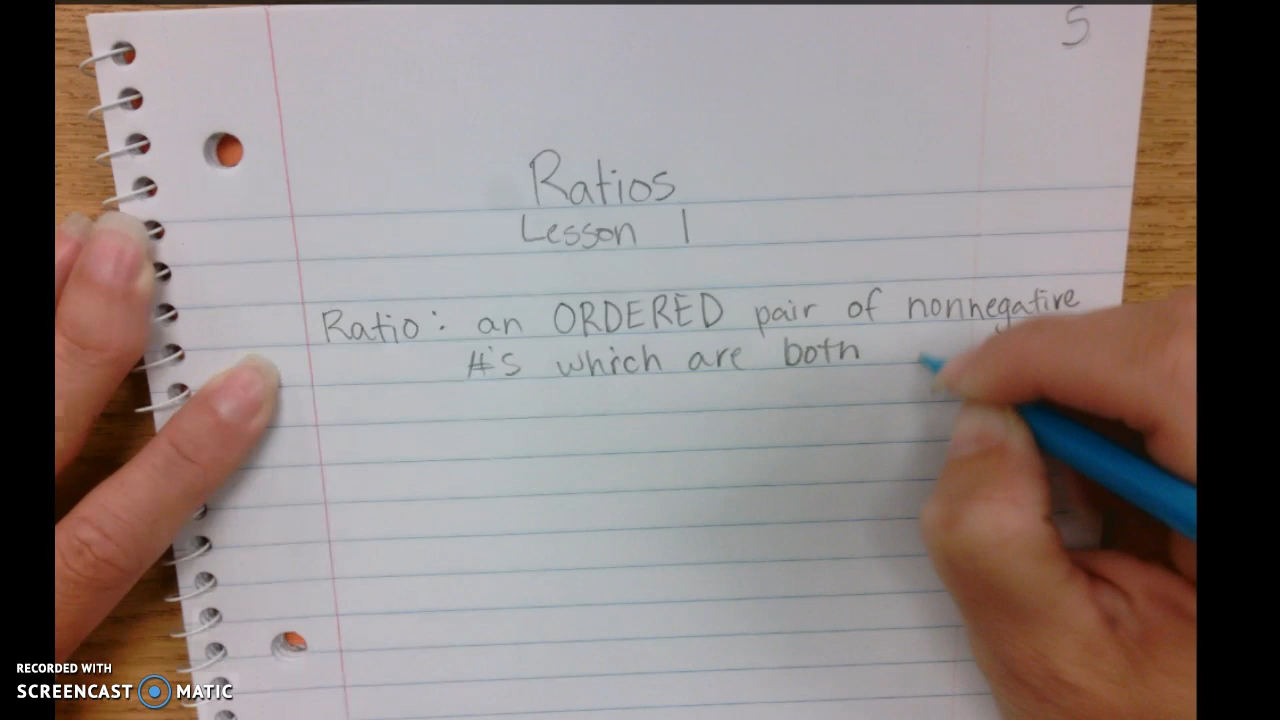 5
Ratios
Lesson 1
Ratio: an ORDERED pair of nonnegative
#'s which are both
RECORDED WITH
SCREENCAST MATIC